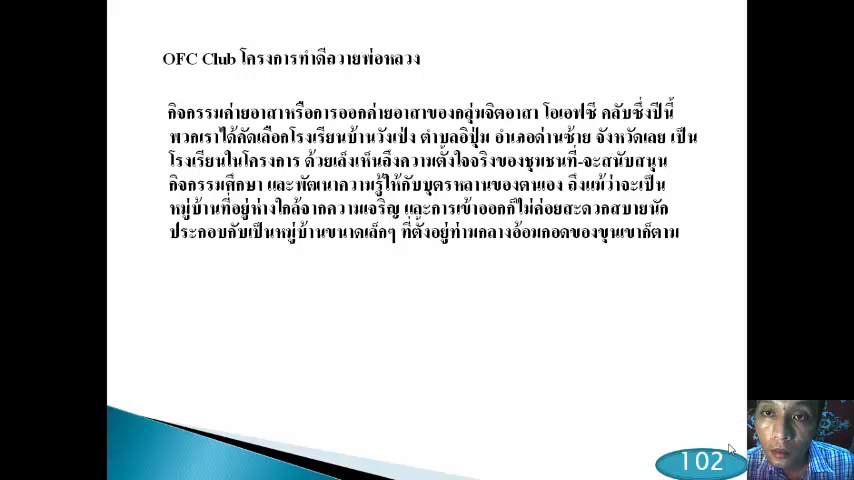 OFC Club โครงการทำดีถวายพ่อหลวง
กิจกรรมค่ายอาสาหรือการออกค่ายอาสาของกลุ่มจิตอาสา โอเอฟซี คลับซึ่งปีนี้
พวกเราได้คัดเลือกโรงเรียนบ้านวังเป่ง ตำบลอิปุ่ม อำเภอด่านซ้าย จังหวัดเลย เป็น
โรงเรียนในโครงการ ด้วยเล็งเห็นถึงความตั้งใจจริงของชุมชนที่-จะสนับสนุน
กิจกรรมศึกษา และพัฒนาความรู้ให้กับบุตรหลานของตนเอง ถึงแม้ว่าจะเป็น
หมู่บ้านที่อยู่ห่างไกล้จากความเจริญ และการเข้าออกก็ไม่ค่อยสะดวกสบายนัก
ประกอบกับเป็นหมู่บ้านขนาดเล็กๆ ที่ตั้งอยู่ท่ามกลางอ้อมกอดของขุนเขาก็ตาม
102